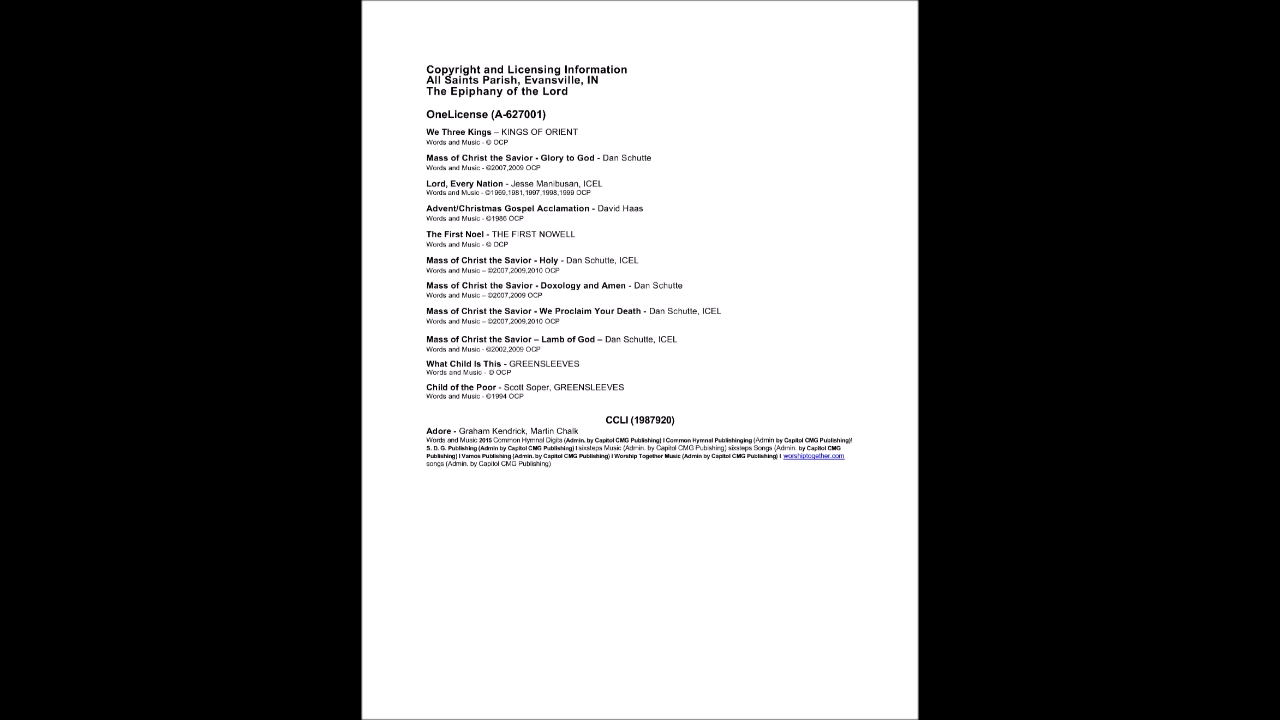 Copyright and Licensing Information
All Saints Parish, Evansville, IN
The Epiphany of the Lord
OneLicense (A-627001)
We Three Kings – KINGS OF ORIENT
Words and Music - © OCP
Mass of Christ the Savior - Glory to God - Dan Schutte
Words and Music - ©2007,2009 OCP
Lord, Every Nation - Jesse Manibusan, ICEL
Words and Music - ©1969,1981,1997,1998,1999 OCP
Advent/Christmas Gospel Acclamation - David Haas
Words and Music - ©1986 OCP
The First Noel - THE FIRST NOWELL
Words and Music - © OCP
Mass of Christ the Savior - Holy - Dan Schutte, ICEL
Words and Music – ©2007,2009,2010 OCP
Mass of Christ the Savior - Doxology and Amen - Dan Schutte
Words and Music – ©2007,2009 OCP
Mass of Christ the Savior - We Proclaim Your Death - Dan Schutte, ICEL
Words and Music – ©2007,2009,2010 OCP
Mass of Christ the Savior – Lamb of God – Dan Schutte, ICEL
Words and Music - ©2002,2009 OCP
What Child Is This - GREENSLEEVES
Words and Music - © OCP
Child of the Poor - Scott Soper, GREENSLEEVES
Words and Music - ©1994 OCP
CCLI (1987920)
Adore - Graham Kendrick, Martin Chalk
Words and Music 2015 Common Hymnal Digits (Admin. by Capitol CMG Publishing) l Common Hymnal Publishinging (Admin by Capitol CMG Publishing)!
S. D. G. Publishing (Admin by Capitol CMG Publishing) l sixsteps Music (Admin. by Capitol CMG Publishing) sixsteps Songs (Admin. by Capitol CMG
Publishing) l Vamos Publishing (Admin. by Capitol CMG Publishing) l Worship Together Music (Admin by Capitol CMG Publishing) l worshiptogether.com
songs (Admin. by Capitol CMG Publishing)